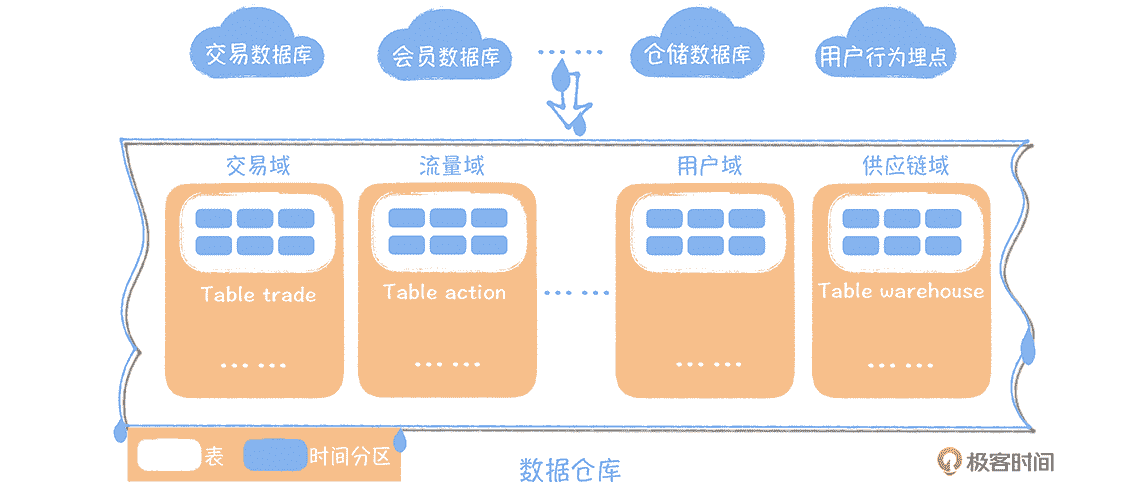 交易数据库
会员数据库
仓储数据库
用户行为埋点
交易域
流量域
用户域
供应链域
Table trade
Table action
Table warehouse
表
时间分区
数据仓库
极客时间